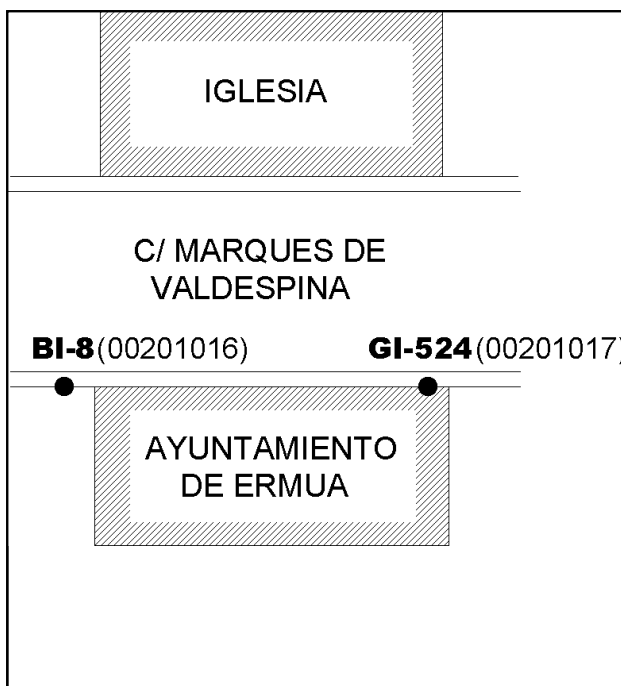 IGLESIA
C/ MARQUES DE
VALDESPINA
BI-8(00201016) GI-524(00201017)
AYUNTAMIENTO
DE ERMUA